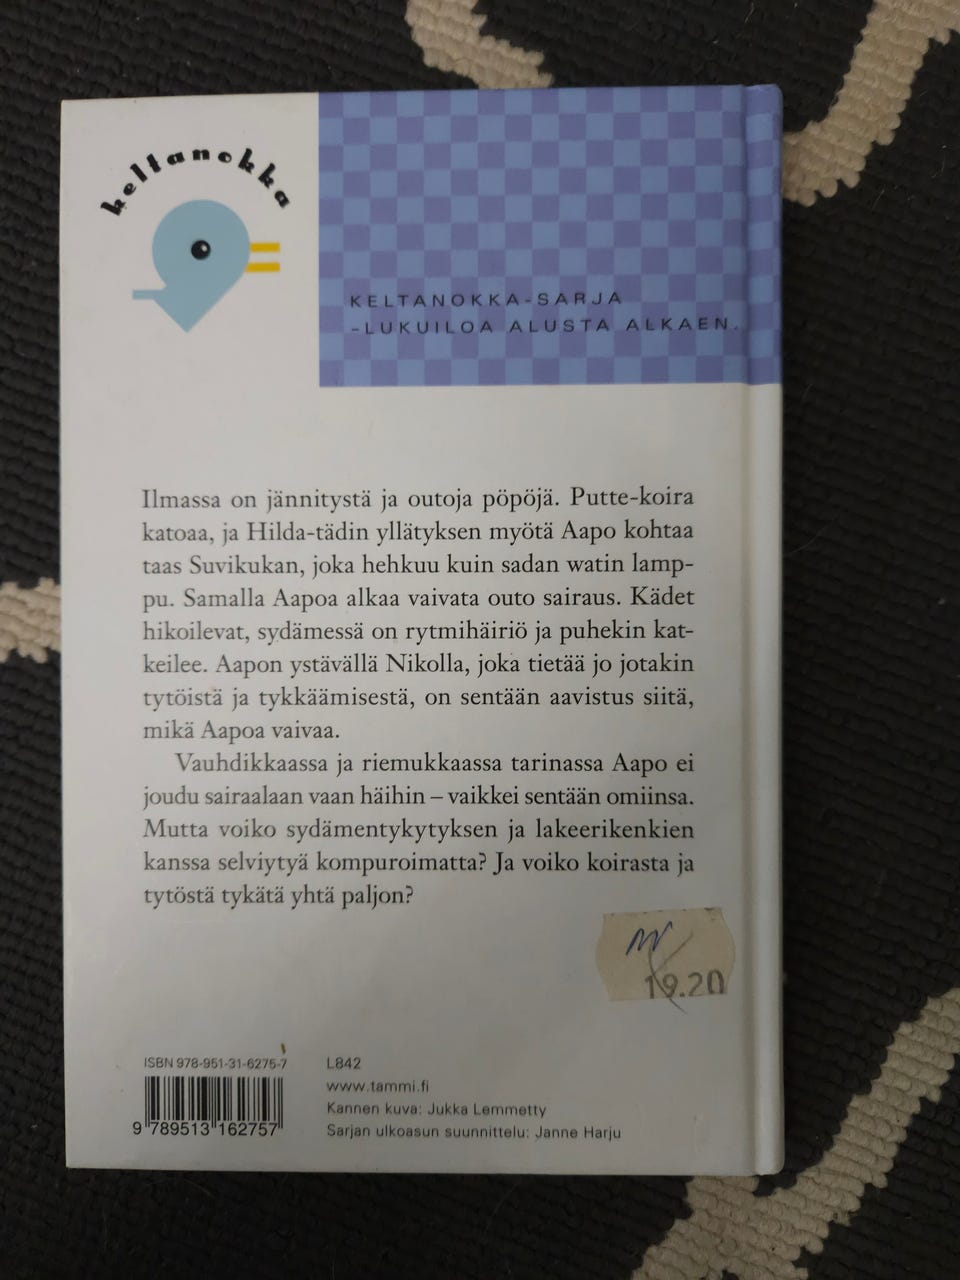 keltanokka
KELTANOKKA-SARJA
-LUKUILOA ALUSTA ALKAEN.
Ilmassa on jännitystä ja outoja pöpöjä. Putte-koira
katoaa, ja Hilda-tädin yllätyksen myötä Aapo kohtaa
taas Suvikukan, joka hehkuu kuin sadan watin lamp-
pu. Samalla Aapoa alkaa vaivata outo sairaus. Kädet
hikoilevat, sydämessä on rytmihäiriö ja puhekin kat-
keilee. Aapon ystävällä Nikolla, joka tietää jo jotakin
tytöistä ja tykkäämisestä, on sentään aavistus siitä,
mikä Aapoa vaivaa.
Vauhdikkaassa ja riemukkaassa tarinassa Aapo ei
joudu sairaalaan vaan häihin – vaikkei sentään omiinsa.
Mutta voiko sydämentykytyksen ja lakeerikenkien
kanssa selviytyä kompuroimatta? Ja voiko koirasta ja
tytöstä tykätä yhtä paljon?
19.20
ISBN 978-951-31-6275-7
9 789513 162757
L842
www.tammi.fi
Kannen kuva: Jukka Lemmetty
Sarjan ulkoasun suunnittelu: Janne Harju